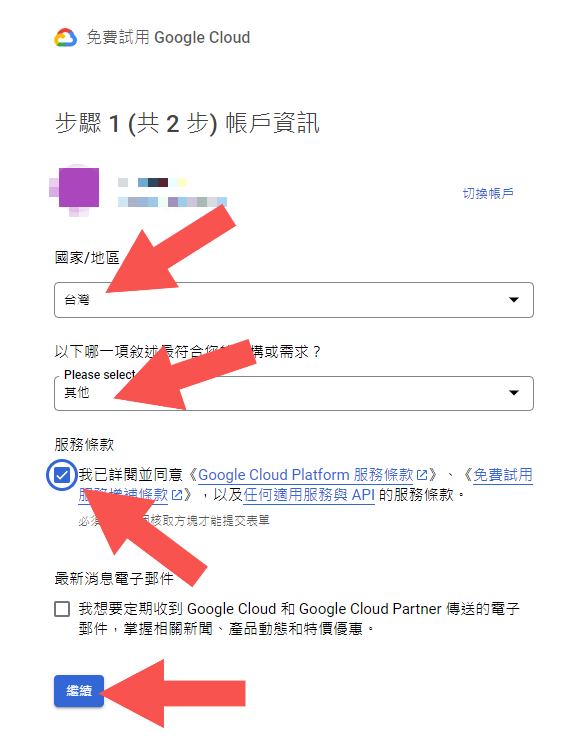 免費試用 Google Cloud
步驟 1 (共 2 步) 帳戶資訊
切換帳戶
國家/地區
台灣
以下哪一項敘述最符合您 構或需求？
Please select
其他
服務條款
我已詳閱並同意《Google Cloud Platform 服務條款》、《免費試用
服務增補條款》，以及任何適用服務與 API 的服務條款。
必須 核取方塊才能提交表單
最新消息電子郵件
我想要定期收到 Google Cloud 和 Google Cloud Partner 傳送的電子
郵件，掌握相關新聞、產品動態和特價優惠。
繼續